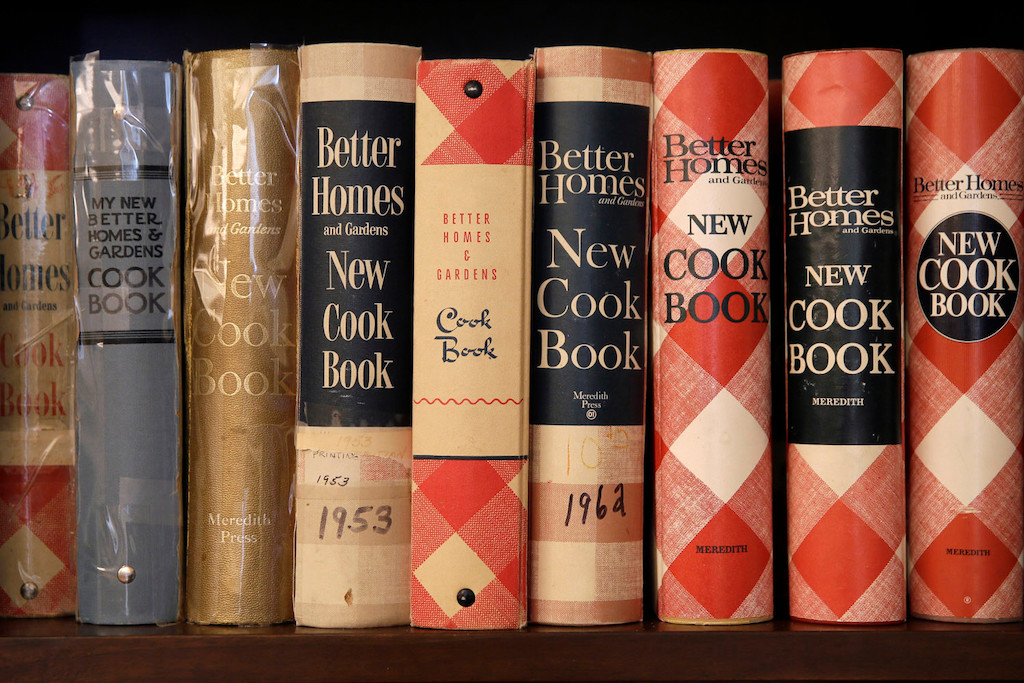 Better
Homes
and Gardens
Cook
Book
MY NEW
BETTER
HOMES &
GARDENS
COOK
BOOK
Better
Homes
and Gardens
New
Cook
Book
Meredith
Press
Better
Homes
and Gardens
New
Cook
Book
1953
1953
BETTER
HOMES
&
GARDENS
Cook
Book
Better
Homes
and Gardens
New
Cook
Book
Meredith
Press
1962
Better
Homes
and Gardens
NEW
COOK
BOOK
MEREDITH
Better
Homes
and Gardens
NEW
COOK
BOOK
MEREDITH
Better Homes
and Gardens
NEW
COOK
BOOK
MEREDITH